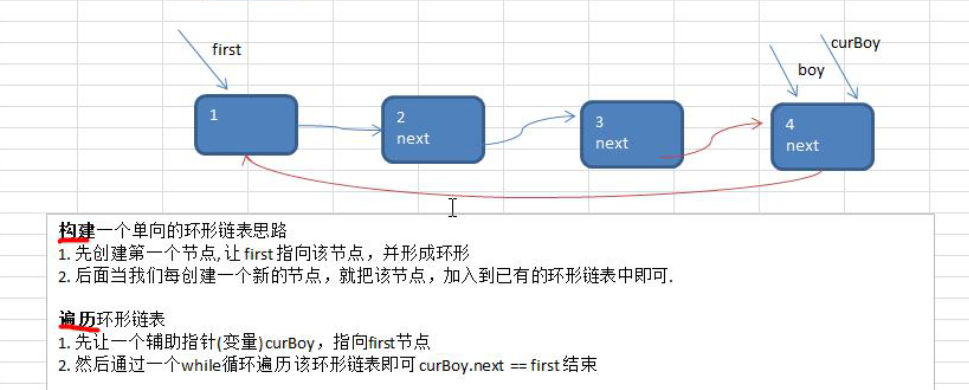 first
curBoy
boy
1
2
next
3
next
4
next
构建一个单向的环形链表思路
1. 先创建第一个节点, 让 first 指向该节点，并形成环形
2. 后面当我们每创建一个新的节点，就把该节点，加入到已有的环形链表中即可.
遍历环形链表
1. 先让一个辅助指针(变量) curBoy，指向first节点
2. 然后通过一个while循环遍历 该环形链表即可 curBoy.next == first 结束